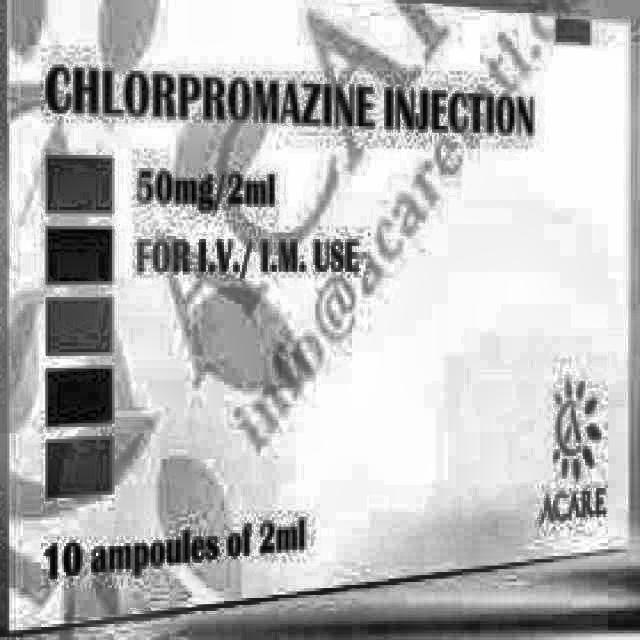 CHLORPROMAZINE INJECTION
50mg/2ml
FOR I.V./ I.M. USE
10 ampoules of 2ml
ACARE